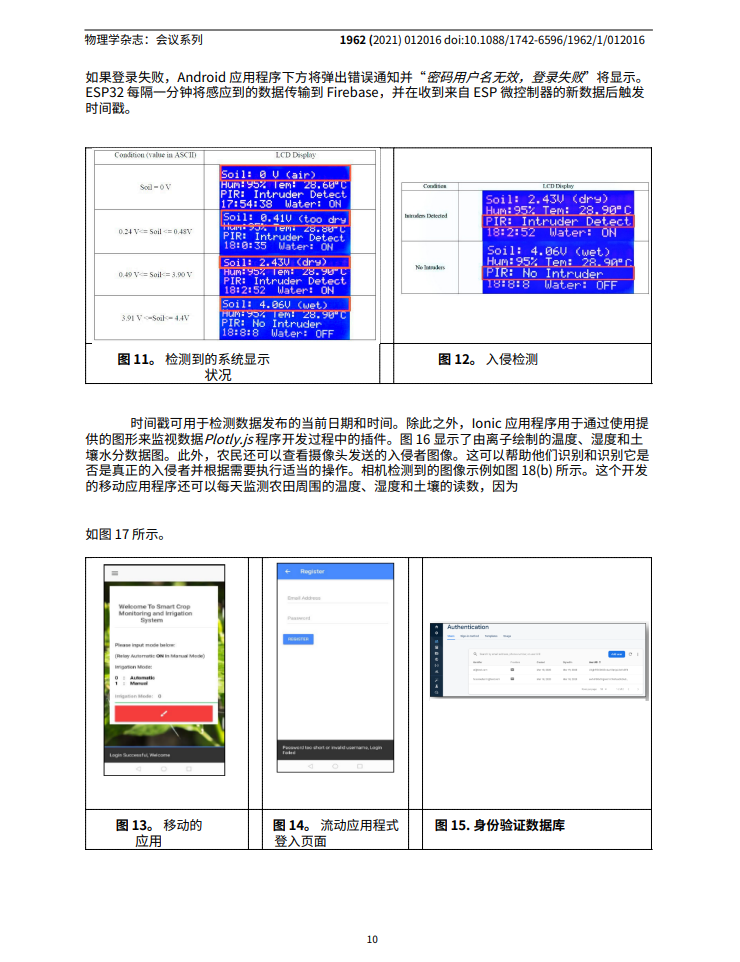 物理学杂志：会议系列 1962 (2021) 012016 doi:10.1088/1742-6596/1962/1/012016
如果登录失败，Android 应用程序下方将弹出错误通知并“密码用户名无效，登录失败”将显示。
ESP32 每隔一分钟将感应到的数据传输到 Firebase，并在收到来自 ESP 微控制器的新数据后触发
时间戳。
Condition (value in ASCII) LCD Display
Soil = 0 V
Soil: 0 V (air)
Hum:95% Tem: 28.60°C
PIR: Intruder Detect
17:54:38 Water: ON
0.24 V<= Soil <= 0.48V
Soil: 0.41V (too dry
Hum:95% Tem: 28.80°C
PIR: Intruder Detect
18:0:35 Water: ON
0.49 V<= Soil<= 3.90 V
Soil: 2.43V (dry)
Hum:95% Tem: 28.90°C
PIR: Intruder Detect
18:2:52 Water: ON
3.91 V <=Soil<= 4.4V
Soil: 4.06V (wet)
Hum:95% Tem: 28.90°C
PIR: No Intruder
18:8:8 Water: OFF
Condition LCD Display
Intruders Detected
Soil: 2.43V (dry)
Hum:95% Tem: 28.90°C
PIR: Intruder Detect
18:2:52 Water: ON
No Intruders
Soil: 4.06V (wet)
Hum:95% Tem: 28.90°C
PIR: No Intruder
18:8:8 Water: OFF
图 11。 检测到的系统显示
状况
图 12。 入侵检测
时间戳可用于检测数据发布的当前日期和时间。除此之外，Ionic 应用程序用于通过使用提
供的图形来监视数据Plotly.js 程序开发过程中的插件。图 16 显示了由离子绘制的温度、湿度和土
壤水分数据图。此外，农民还可以查看摄像头发送的入侵者图像。这可以帮助他们识别和识别它是
否是真正的入侵者并根据需要执行适当的操作。相机检测到的图像示例如图 18(b) 所示。这个开发
的移动应用程序还可以每天监测农田周围的温度、湿度和土壤的读数，因为
如图 17 所示。
Welcome To Smart Crop
Monitoring and Irrigation
System
Please input mode below:
(Relay Automatic ON in Manual Mode)
Irrigation Mode:
0 : Automatic
1 : Manual
Irrigation Mode: 0
Login Successful, Welcome
Register
Email Address
Password
REGISTER
Password too short or invalid username, Login
Failed
Authentication
图 13。 移动的
应用
图 14。 流动应用程式
登入页面
图 15. 身份验证数据库
10